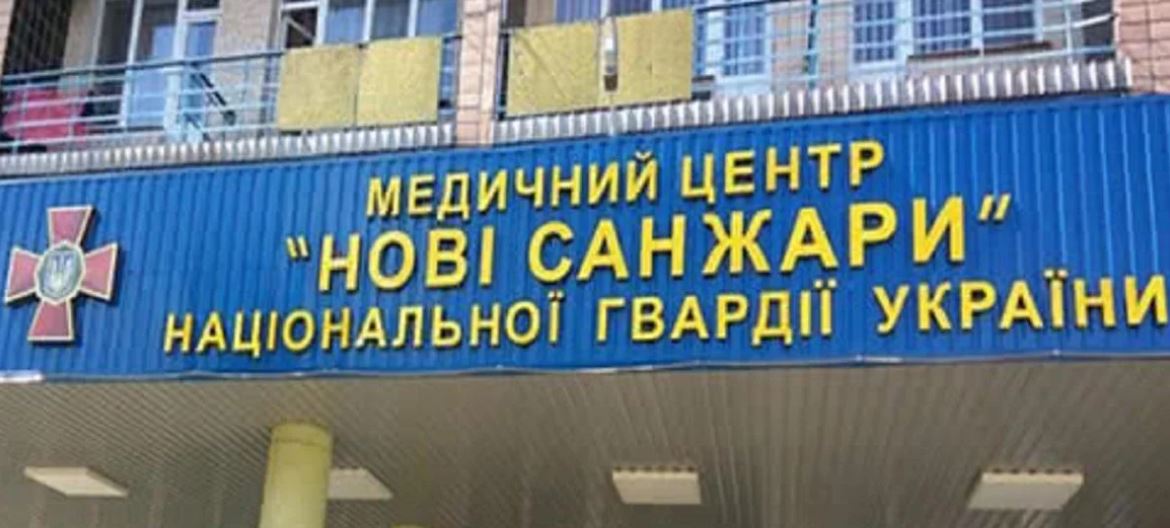 МЕДИЧНИЙ ЦЕНТР
"НОВІ САНЖАРИ"
НАЦІОНАЛЬНОЇ ГВАРДІЇ УКРАЇНИ